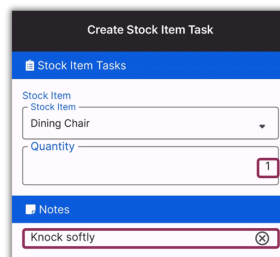 Create Stock Item Task
Stock Item Tasks
Stock Item
Stock Item
Dining Chair
Quantity
1
Notes
Knock softly